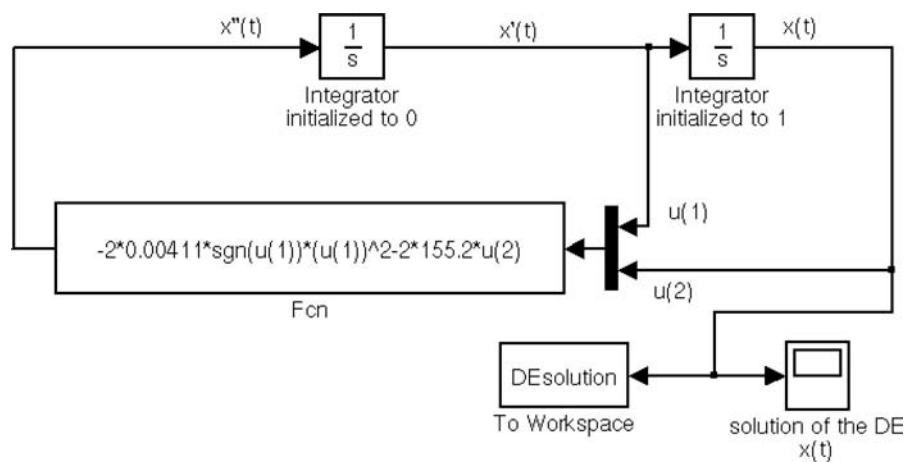 x"(t)
1
s
x'(t)
1
s
x(t)
Integrator
initialized to 0
Integrator
initialized to 1
u(1)
-2*0.00411*sgn(u(1))*(u(1))^2-2*155.2*u(2)
u(2)
Fcn
DEsolution
To Workspace
solution of the DE
x(t)